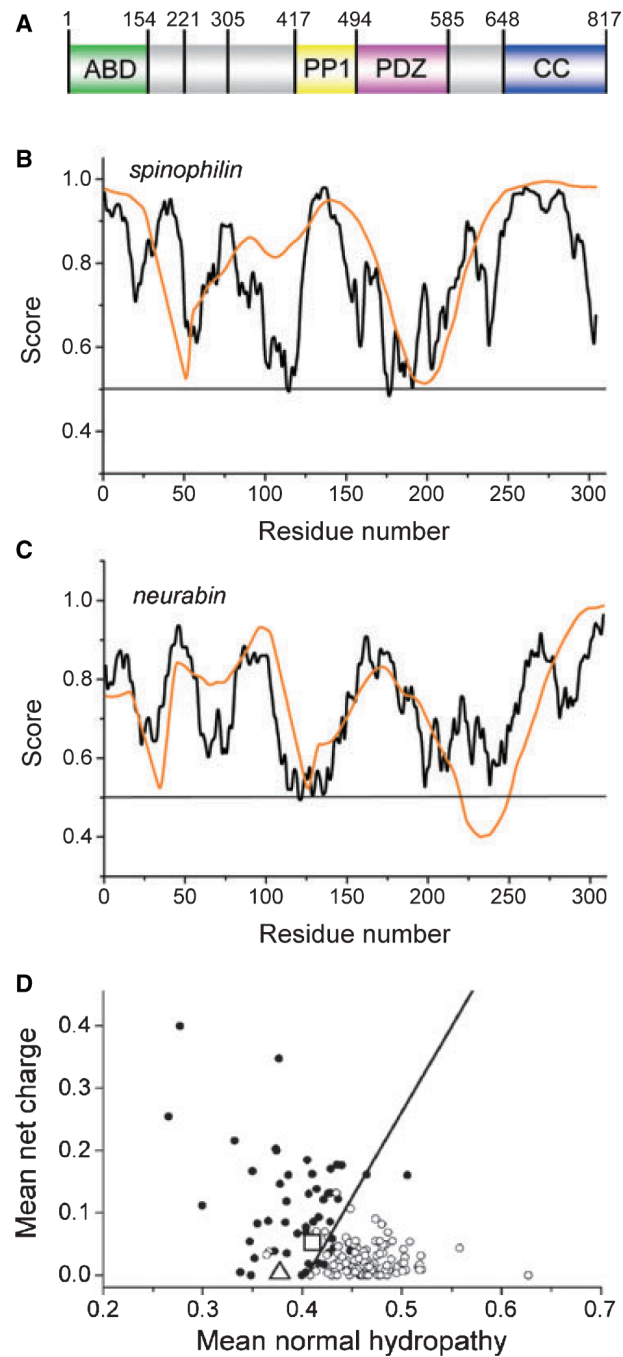 A
1 154 221 305 417 494 585 648 817
ABD PP1 PDZ CC
B
spinophilin
1.0
0.8
0.6
0.4
Score
0 50 100 150 200 250 300
Residue number
C
neurabin
1.0
0.8
0.6
0.4
Score
0 50 100 150 200 250 300
Residue number
D
0.4
0.3
0.2
0.1
0.0
Mean net charge
0.2 0.3 0.4 0.5 0.6 0.7
Mean normal hydropathy